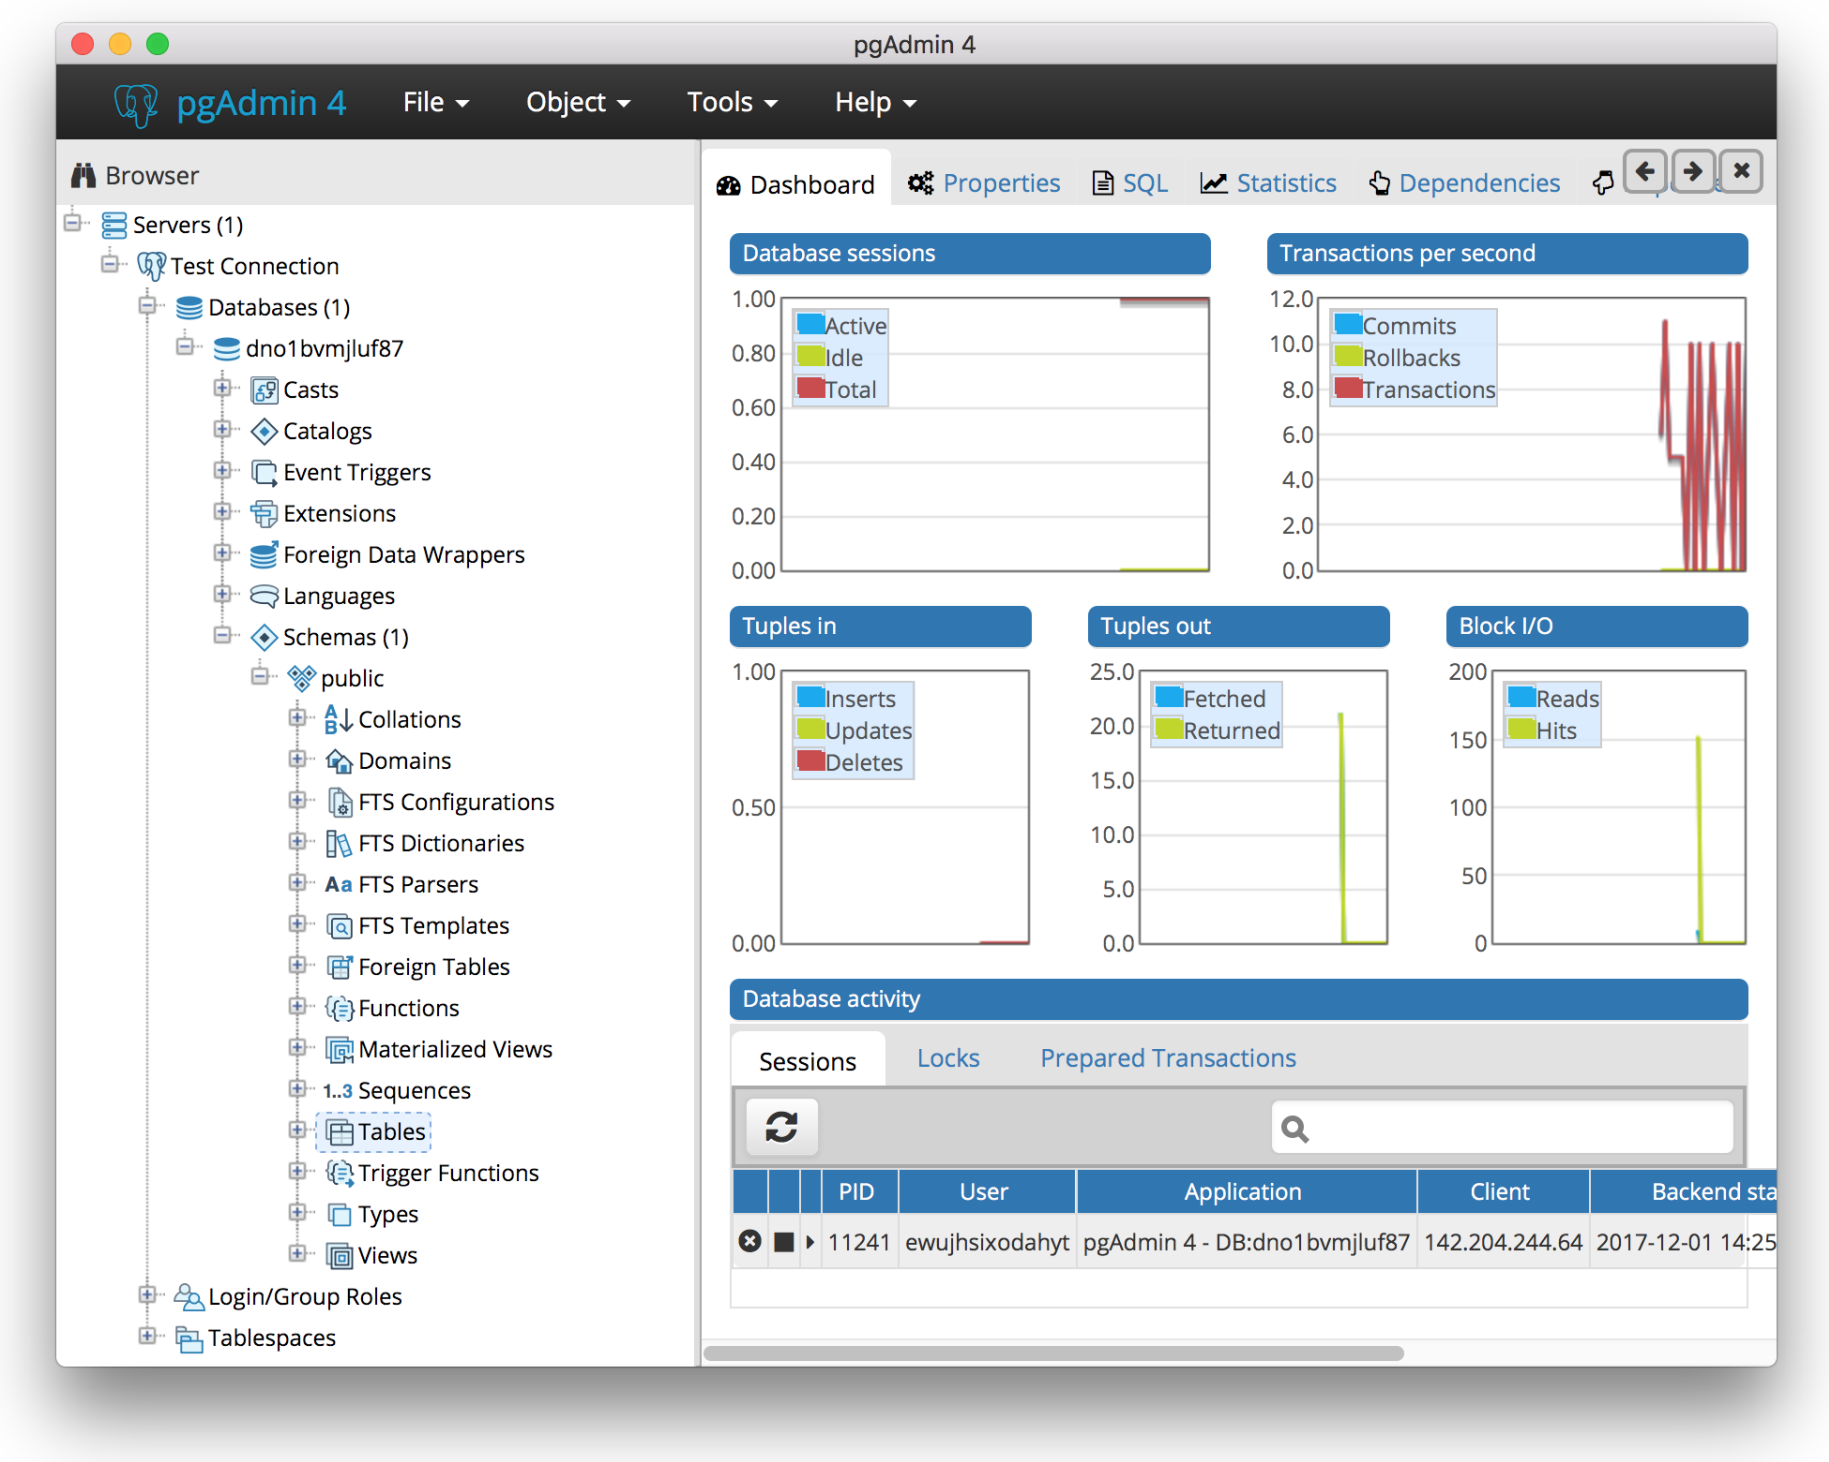 pgAdmin 4
pgAdmin 4 File Object Tools Help
Browser
Servers (1)
Test Connection
Databases (1)
dno1bvmjluf87
Casts
Catalogs
Event Triggers
Extensions
Foreign Data Wrappers
Languages
Schemas (1)
public
Collations
Domains
FTS Configurations
FTS Dictionaries
Aa FTS Parsers
FTS Templates
Foreign Tables
Functions
Materialized Views
1..3 Sequences
Tables
Trigger Functions
Types
Views
Login/Group Roles
Tablespaces
Dashboard Properties SQL Statistics Dependencies
Database sessions
1.00
0.80
0.60
0.40
0.20
0.00
Active
Idle
Total
Transactions per second
12.0
10.0
8.0
6.0
4.0
2.0
0.0
Commits
Rollbacks
Transactions
Tuples in
1.00
0.50
0.00
Inserts
Updates
Deletes
Tuples out
25.0
20.0
15.0
10.0
5.0
0.0
Fetched
Returned
Block I/O
200
150
100
50
0
Reads
Hits
Database activity
Sessions Locks Prepared Transactions
PID User Application Client Backend sta
11241 ewujhsixodahyt pgAdmin 4 - DB:dno1bvmjluf87 142.204.244.64 2017-12-01 14:25